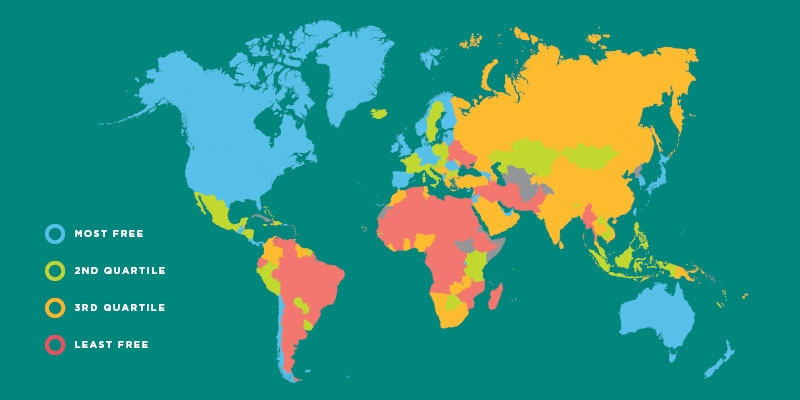 MOST FREE
2ND QUARTILE
3RD QUARTILE
LEAST FREE